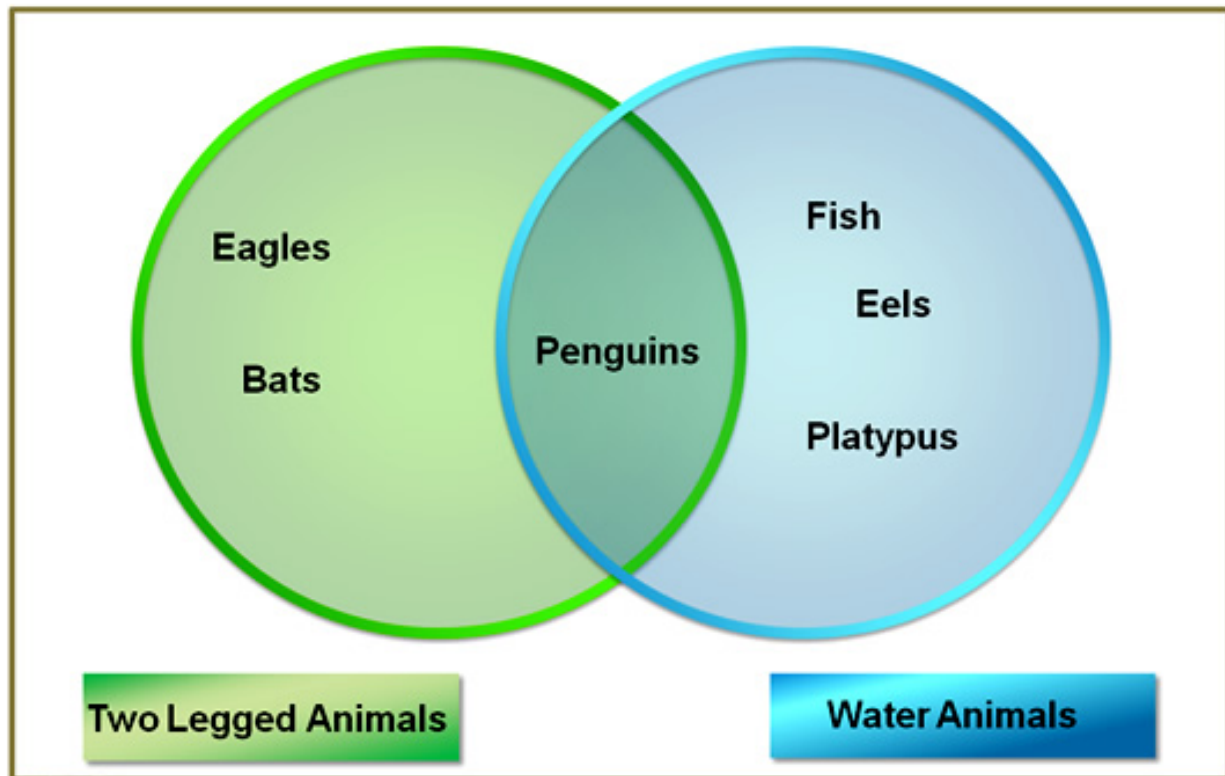 Eagles
Bats
Penguins
Fish
Eels
Platypus
Two Legged Animals
Water Animals